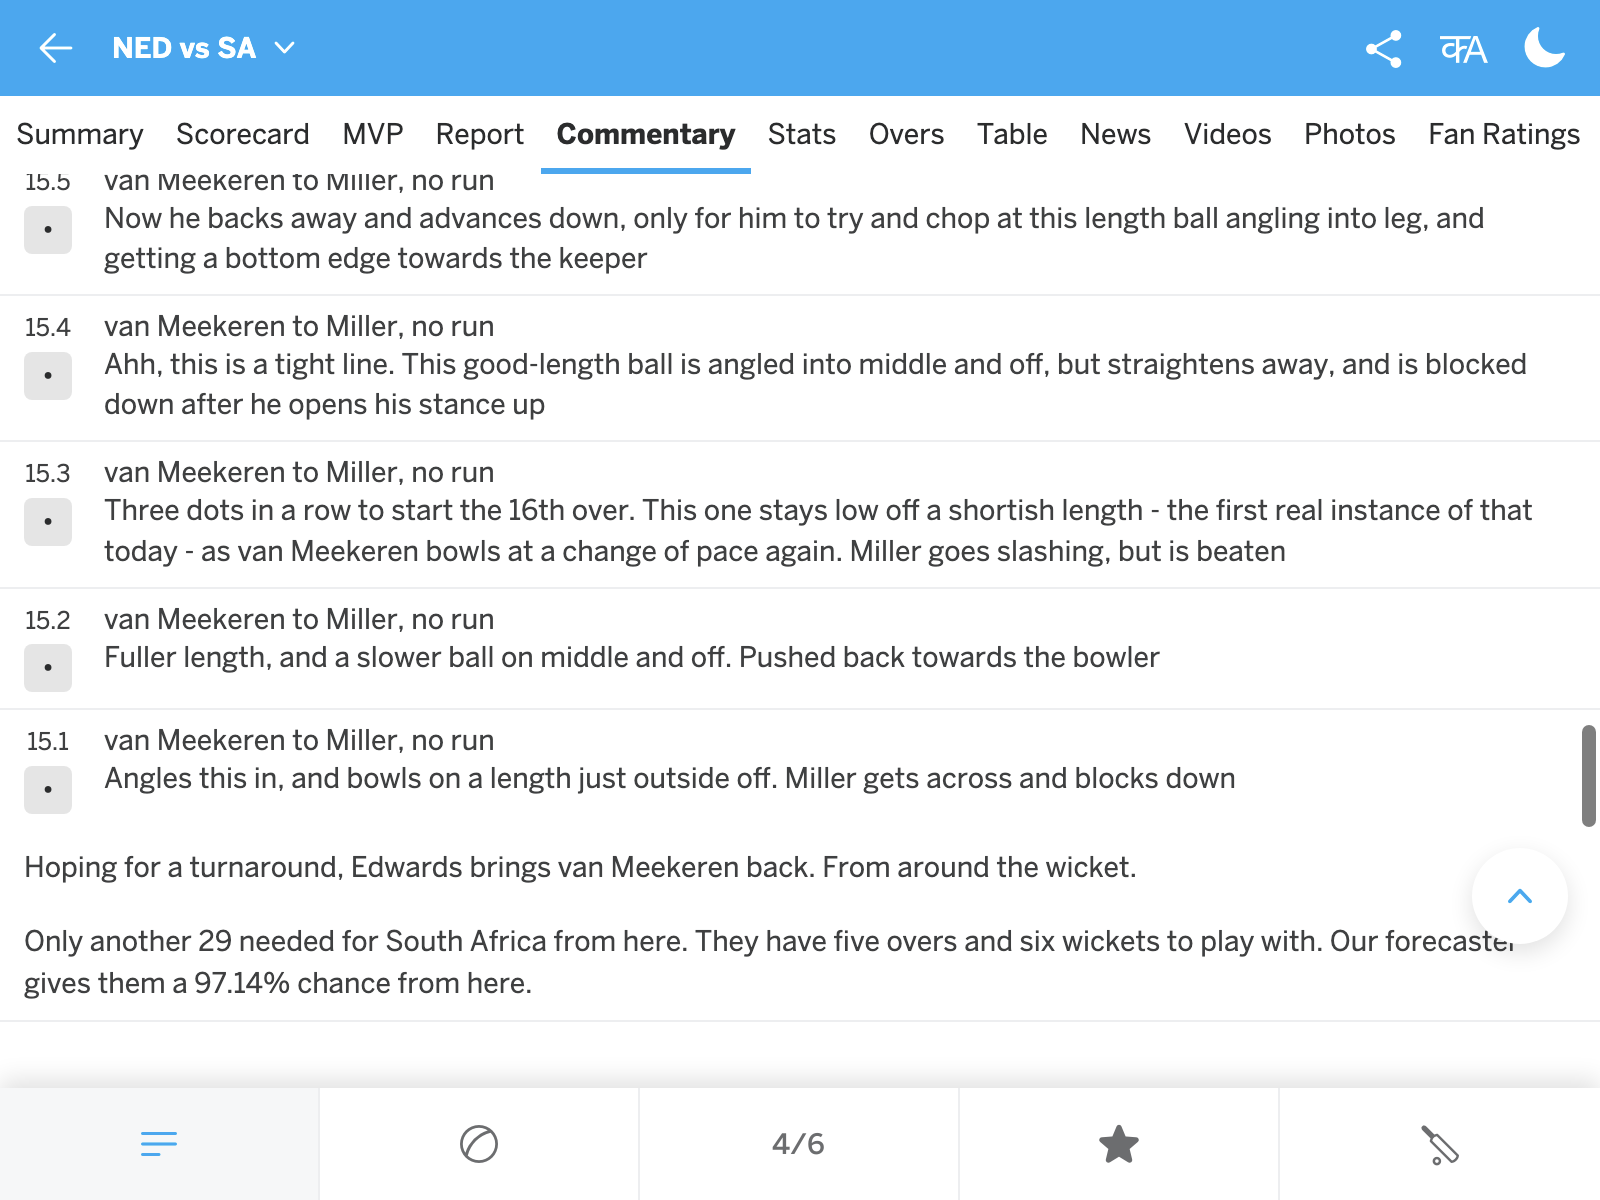 NED vs SA
क A
Summary Scorecard MVP Report Commentary Stats Overs Table News Videos Photos Fan Ratings
15.5 van Meekeren to Miller, no run
• Now he backs away and advances down, only for him to try and chop at this length ball angling into leg, and
getting a bottom edge towards the keeper
15.4 van Meekeren to Miller, no run
• Ahh, this is a tight line. This good-length ball is angled into middle and off, but straightens away, and is blocked
down after he opens his stance up
15.3 van Meekeren to Miller, no run
• Three dots in a row to start the 16th over. This one stays low off a shortish length - the first real instance of that
today - as van Meekeren bowls at a change of pace again. Miller goes slashing, but is beaten
15.2 van Meekeren to Miller, no run
• Fuller length, and a slower ball on middle and off. Pushed back towards the bowler
15.1 van Meekeren to Miller, no run
• Angles this in, and bowls on a length just outside off. Miller gets across and blocks down
Hoping for a turnaround, Edwards brings van Meekeren back. From around the wicket.
Only another 29 needed for South Africa from here. They have five overs and six wickets to play with. Our forecaster
gives them a 97.14% chance from here.
4/6